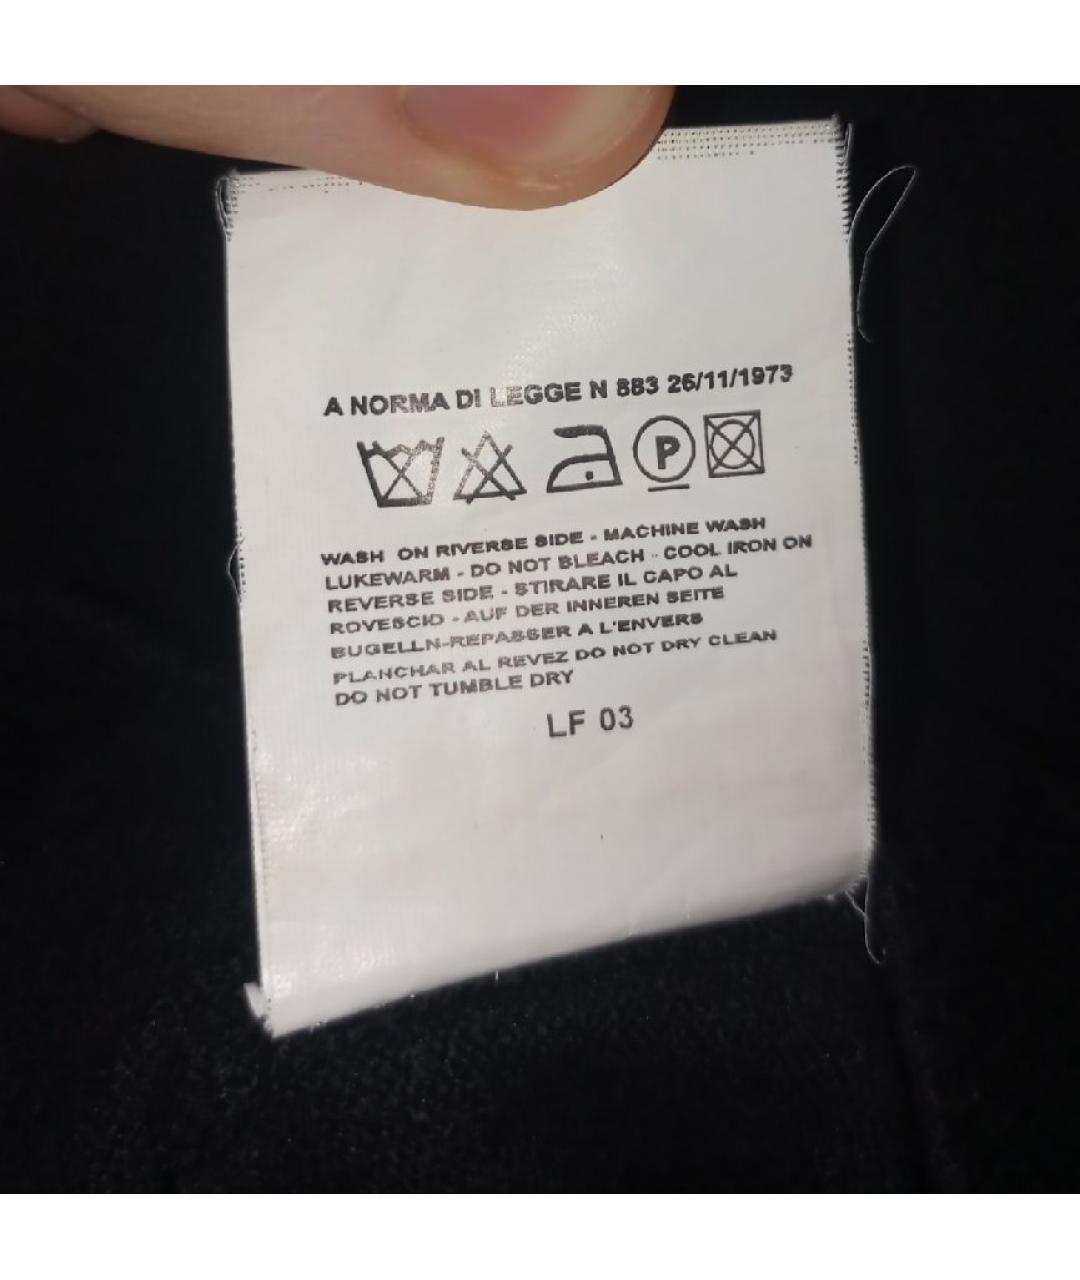 A NORMA DI LEGGE N 883 26/11/1973
P
WASH ON RIVERBE SIDE - MACHINE WASH
LUKEWARM - DO NOT BLEACH - COOL IRON ON
REVERSE SIDE - STIRARE IL CAPO AL
ROVESCIO - AUF DER INNEREN SEITE
BUGELLN-REPASSER A L'ENVERS
PLANCHAR AL REVEZ DO NOT DRY CLEAN
DO NOT TUMBLE DRY
LF 03